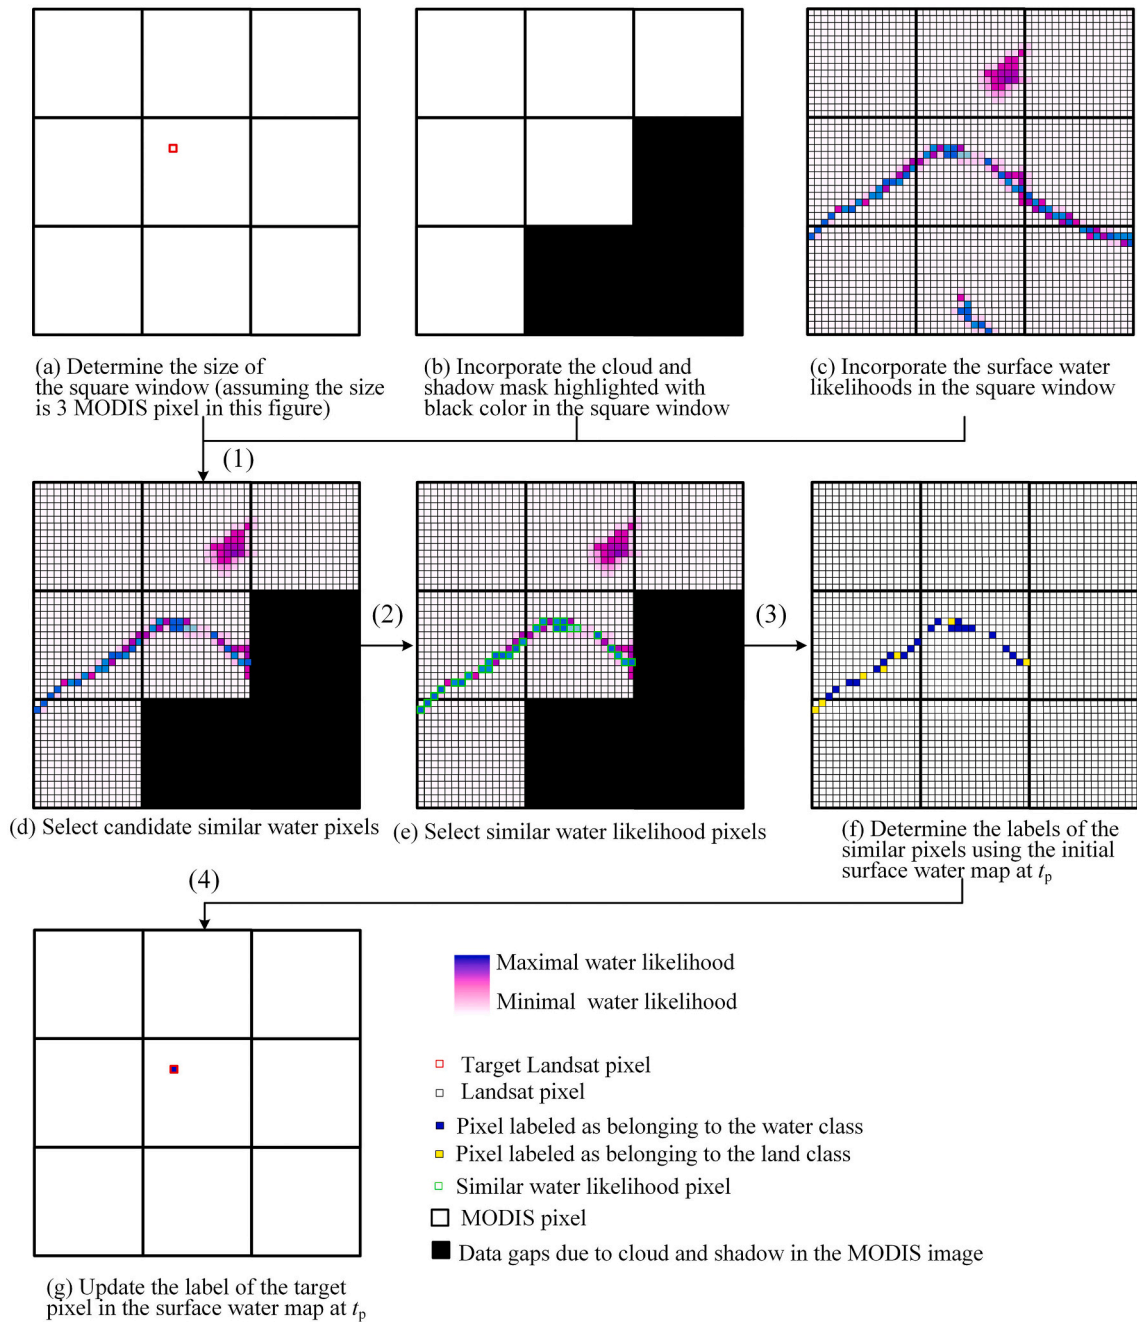 (a) Determine the size of
the square window (assuming the size
is 3 MODIS pixel in this figure)
(b) Incorporate the cloud and
shadow mask highlighted with
black color in the square window
(c) Incorporate the surface water
likelihoods in the square window
(1)
(2)
(3)
(d) Select candidate similar water pixels
(e) Select similar water likelihood pixels
(f) Determine the labels of the
similar pixels using the initial
surface water map at tp
(4)
Maximal water likelihood
Minimal water likelihood
Target Landsat pixel
Landsat pixel
Pixel labeled as belonging to the water class
Pixel labeled as belonging to the land class
Similar water likelihood pixel
MODIS pixel
Data gaps due to cloud and shadow in the MODIS image
(g) Update the label of the target
pixel in the surface water map at tp